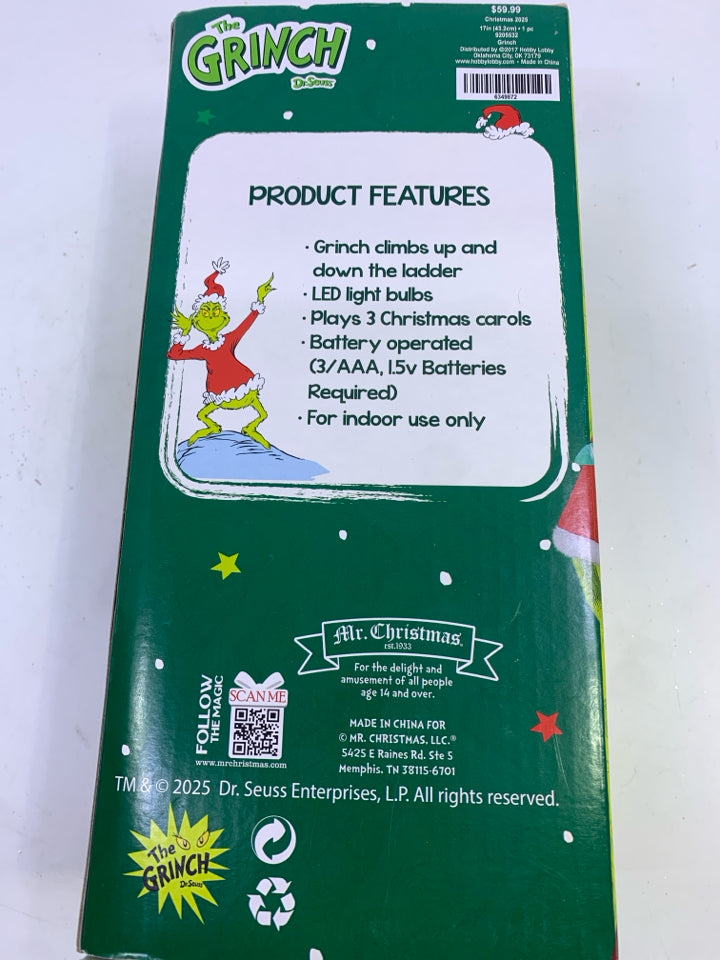 The
GRINCH
Dr. Seuss
$59.99
Christmas 2025
17in (43.2cm) • 1 pc
9205632
Grinch
Distributed by ©2017 Hobby Lobby
Oklahoma City, OK 73179
www.hobbylobby.com • Made in China
6349872
PRODUCT FEATURES
· Grinch climbs up and
down the ladder
· LED light bulbs
· Plays 3 Christmas carols
· Battery operated
(3/AAA, 1.5v Batteries
Required)
· For indoor use only
Mr. Christmas
est.1933
For the delight and
amusement of all people
age 14 and over.
FOLLOW
THE MAGIC
SCAN ME
www.mrchristmas.com
MADE IN CHINA FOR
© MR. CHRISTMAS, LLC.®
5425 E Raines Rd. Ste 5
Memphis, TN 38115-6701
TM & © 2025 Dr. Seuss Enterprises, L.P. All rights reserved.
The
GRINCH
Dr. Seuss